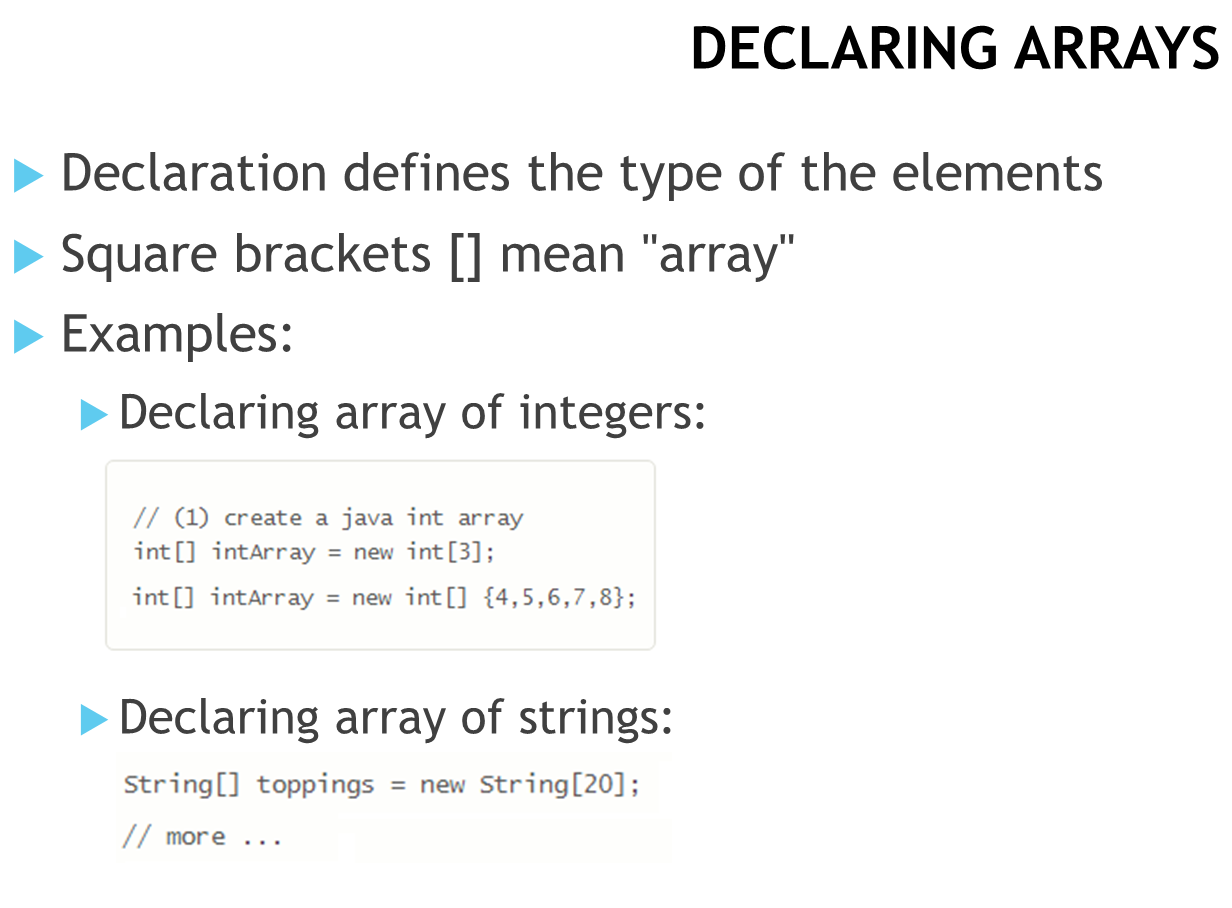 DECLARING ARRAYS
Declaration defines the type of the elements
Square brackets [] mean "array"
Examples:
Declaring array of integers:
// (1) create a java int array
int[] intArray = new int[3];
int[] intArray = new int[] {4,5,6,7,8};
Declaring array of strings:
String[] toppings = new String[20];
// more ...